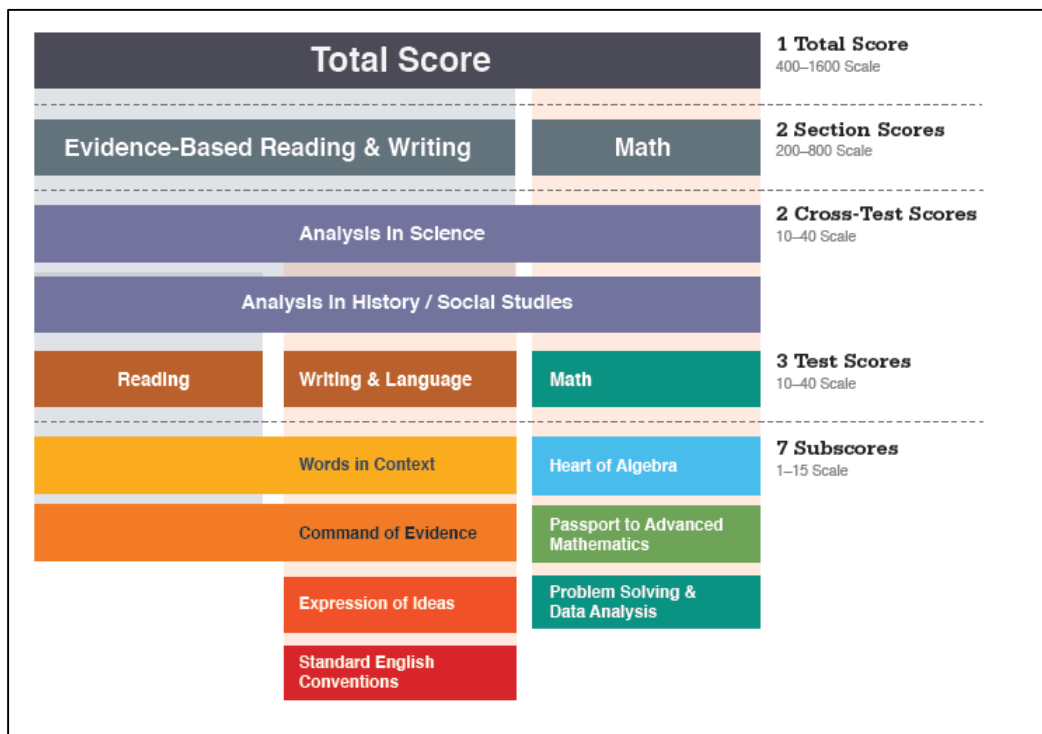 Total Score
1 Total Score
400–1600 Scale
Evidence-Based Reading & Writing
Math
2 Section Scores
200–800 Scale
Analysis in Science
2 Cross-Test Scores
10–40 Scale
Analysis in History / Social Studies
Reading
Writing & Language
Math
3 Test Scores
10–40 Scale
Words in Context
Heart of Algebra
7 Subscores
1–15 Scale
Command of Evidence
Passport to Advanced
Mathematics
Expression of Ideas
Problem Solving &
Data Analysis
Standard English
Conventions